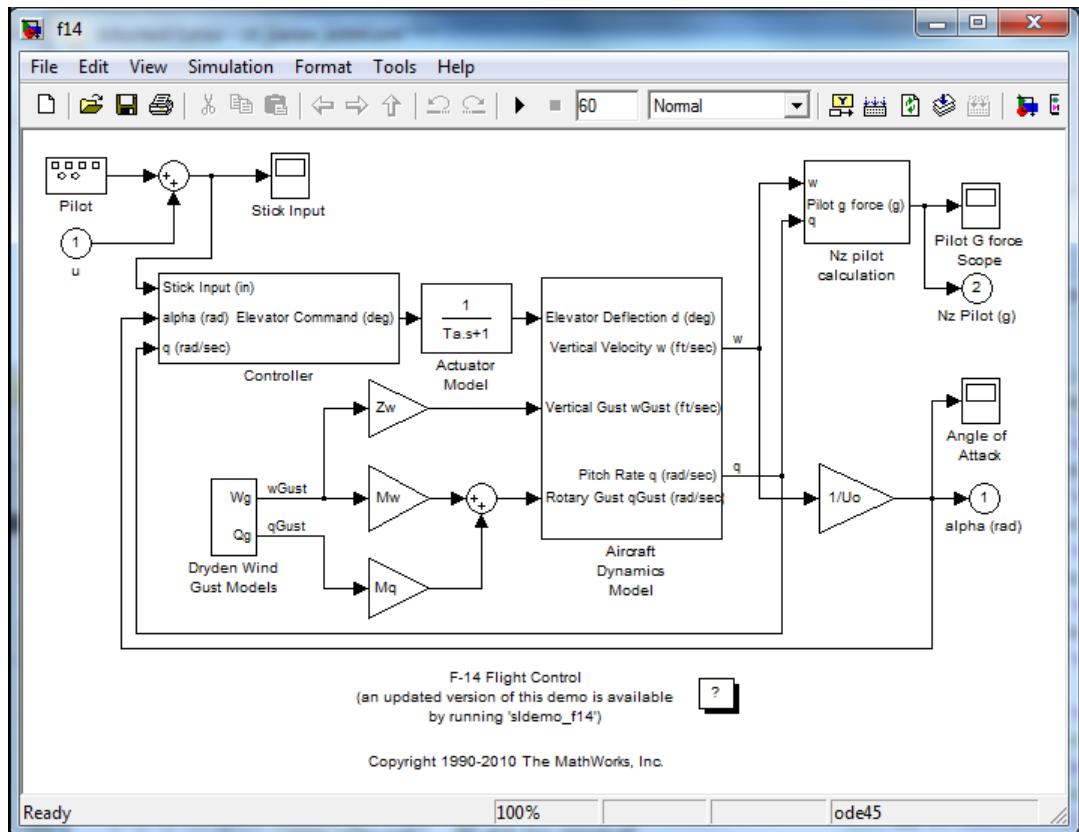 f14
File Edit View Simulation Format Tools Help
60
Normal
Pilot
1
u
+
+
Stick Input
w
Pilot g force (g)
q
Nz pilot
calculation
Pilot G force
Scope
2
Nz Pilot (g)
Stick Input (in)
alpha (rad) Elevator Command (deg)
q (rad/sec)
Controller
1
Ta.s+1
Actuator
Model
Elevator Deflection d (deg)
Vertical Velocity w (ft/sec)
Vertical Gust wGust (ft/sec)
Pitch Rate q (rad/sec)
Rotary Gust qGust (rad/sec
Aircraft
Dynamics
Model
w
q
Zw
Mw
Mq
+
+
Wg
Qg
wGust
qGust
Dryden Wind
Gust Models
1/Uo
Angle of
Attack
1
alpha (rad)
F-14 Flight Control
(an updated version of this demo is available
by running 'sldemo_f14')
?
Copyright 1990-2010 The MathWorks, Inc.
Ready
100%
ode45